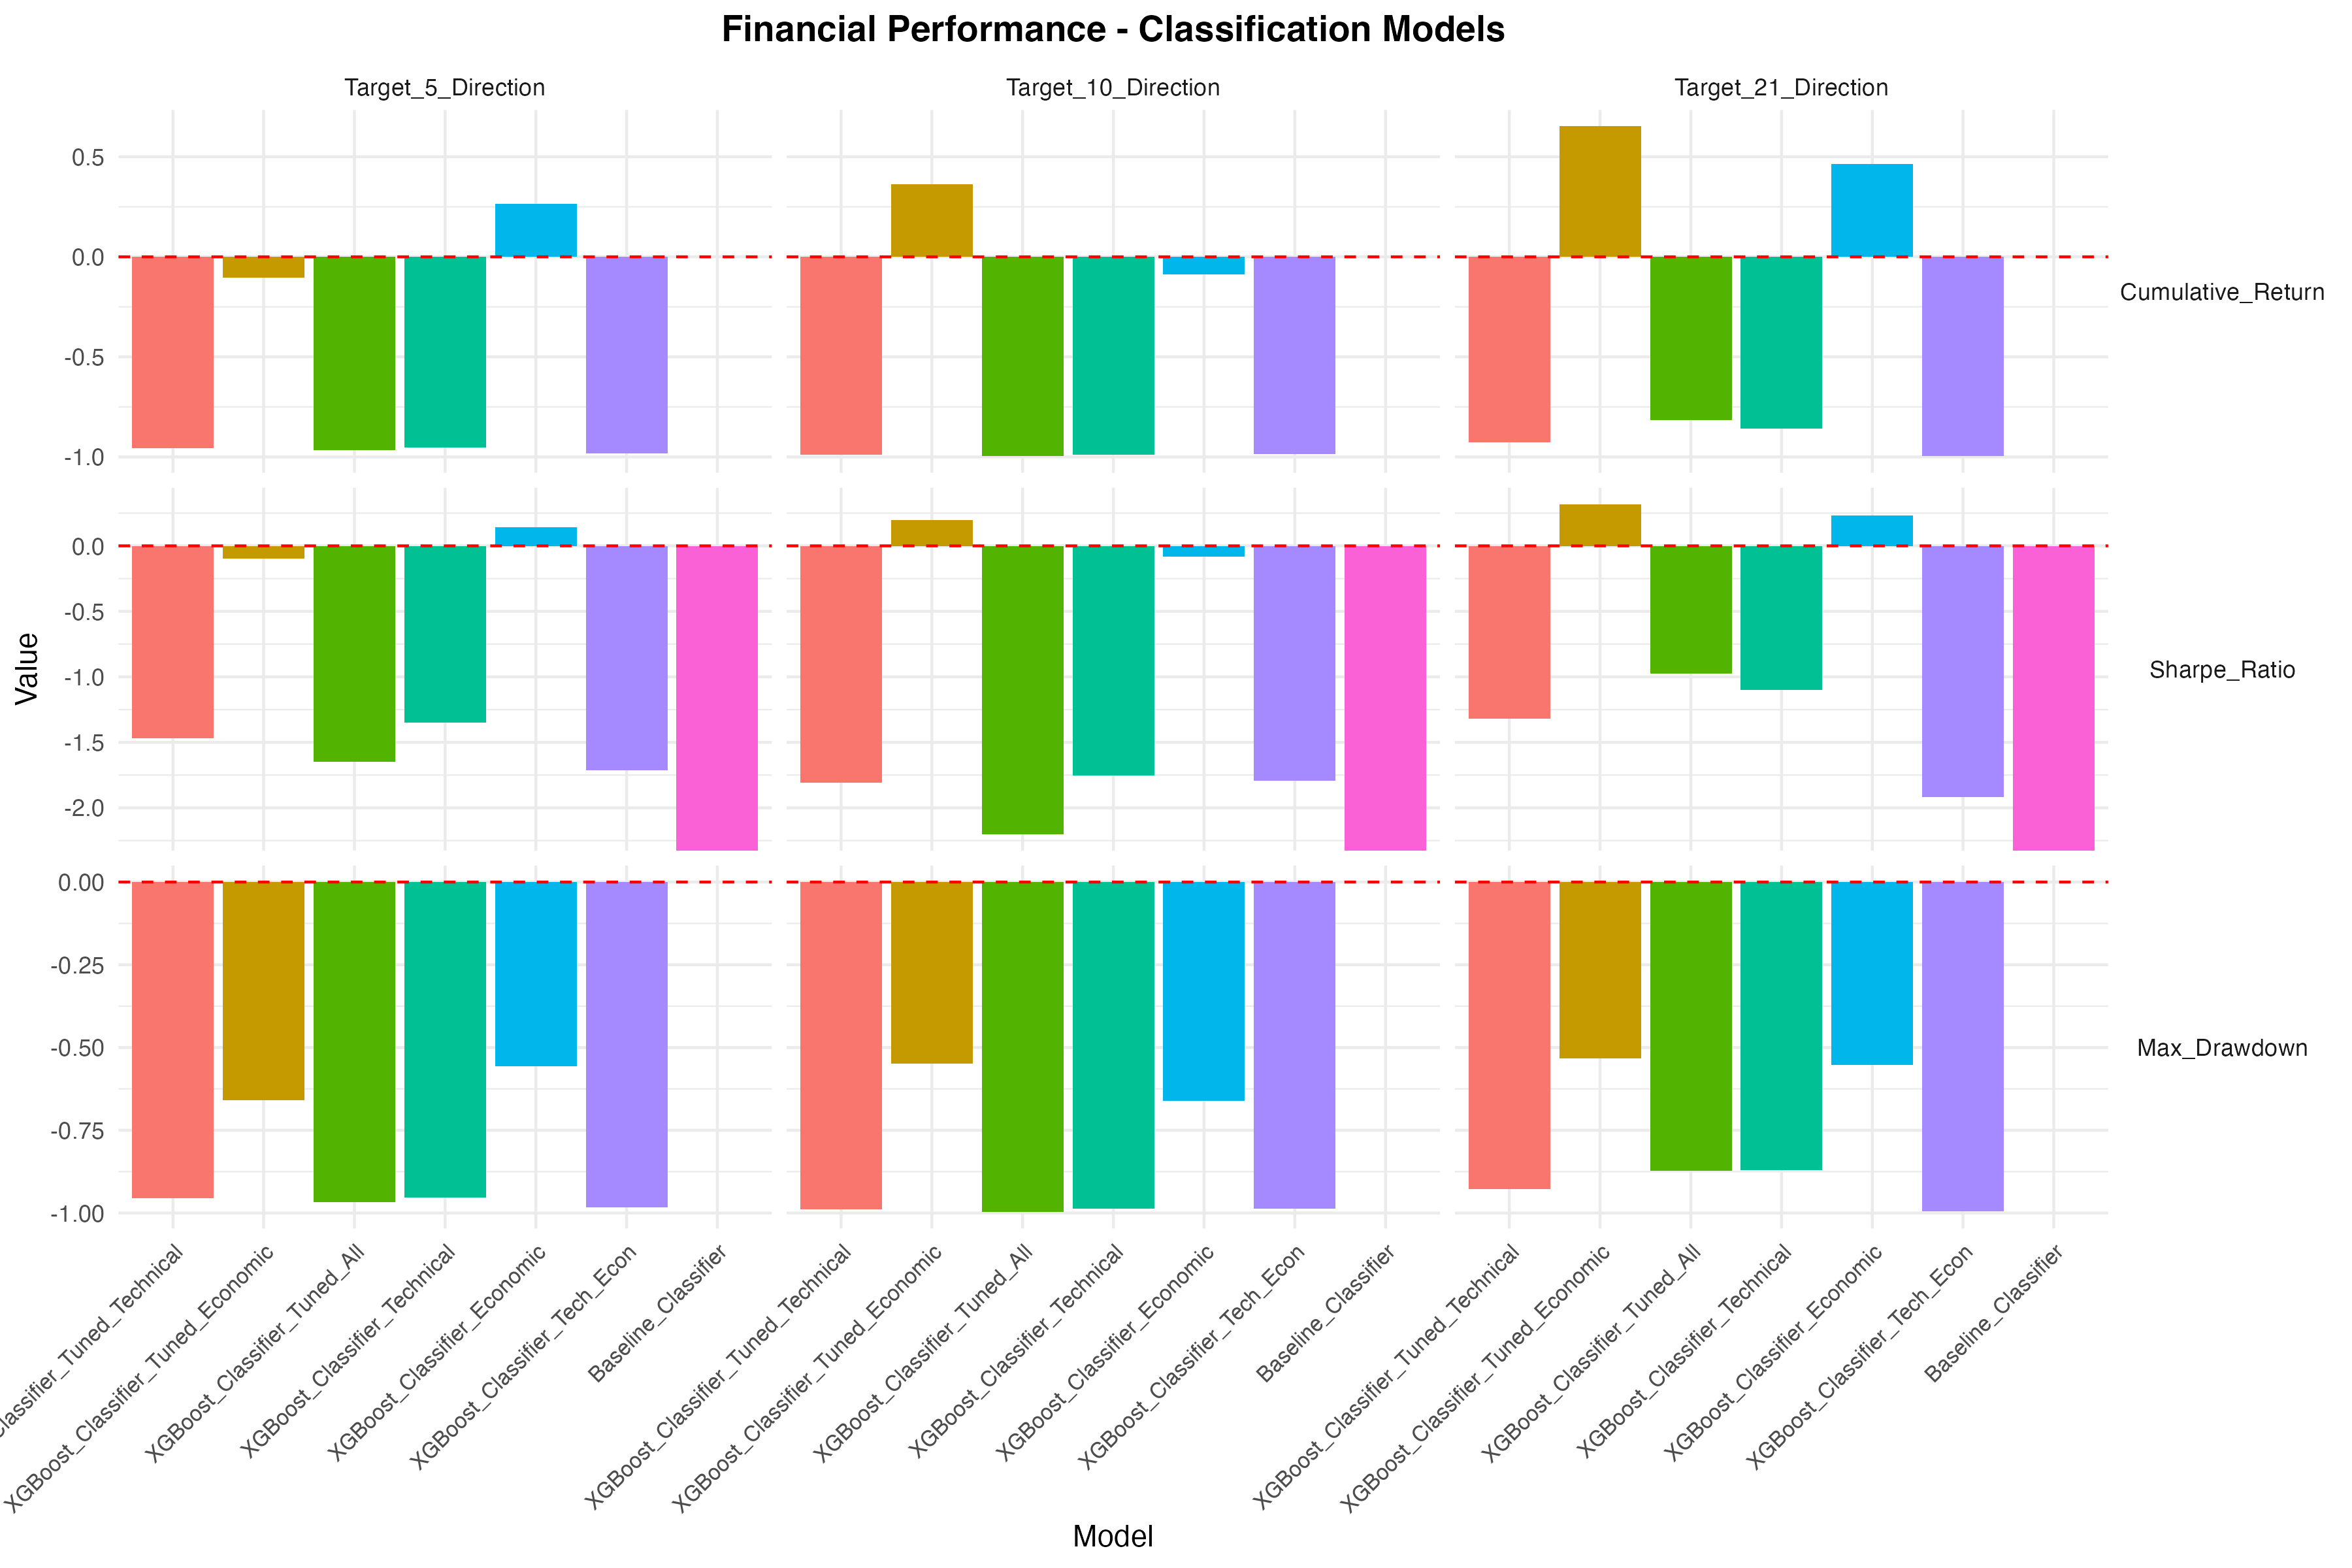 Financial Performance - Classification Models
Target_5_Direction
Target_10_Direction
Target_21_Direction
0.5
0.0
-0.5
-1.0
Cumulative_Return
0.0
-0.5
-1.0
-1.5
-2.0
Sharpe_Ratio
0.00
-0.25
-0.50
-0.75
-1.00
Max_Drawdown
Value
Classifier_Tuned_Technical
XGBoost_Classifier_Tuned_Economic
XGBoost_Classifier_Tuned_All
XGBoost_Classifier_Technical
XGBoost_Classifier_Economic
XGBoost_Classifier_Tech_Econ
Baseline_Classifier
XGBoost_Classifier_Tuned_Technical
XGBoost_Classifier_Tuned_Economic
XGBoost_Classifier_Tuned_All
XGBoost_Classifier_Technical
XGBoost_Classifier_Economic
XGBoost_Classifier_Tech_Econ
Baseline_Classifier
XGBoost_Classifier_Tuned_Technical
XGBoost_Classifier_Tuned_Economic
XGBoost_Classifier_Tuned_All
XGBoost_Classifier_Technical
XGBoost_Classifier_Economic
XGBoost_Classifier_Tech_Econ
Baseline_Classifier
Model